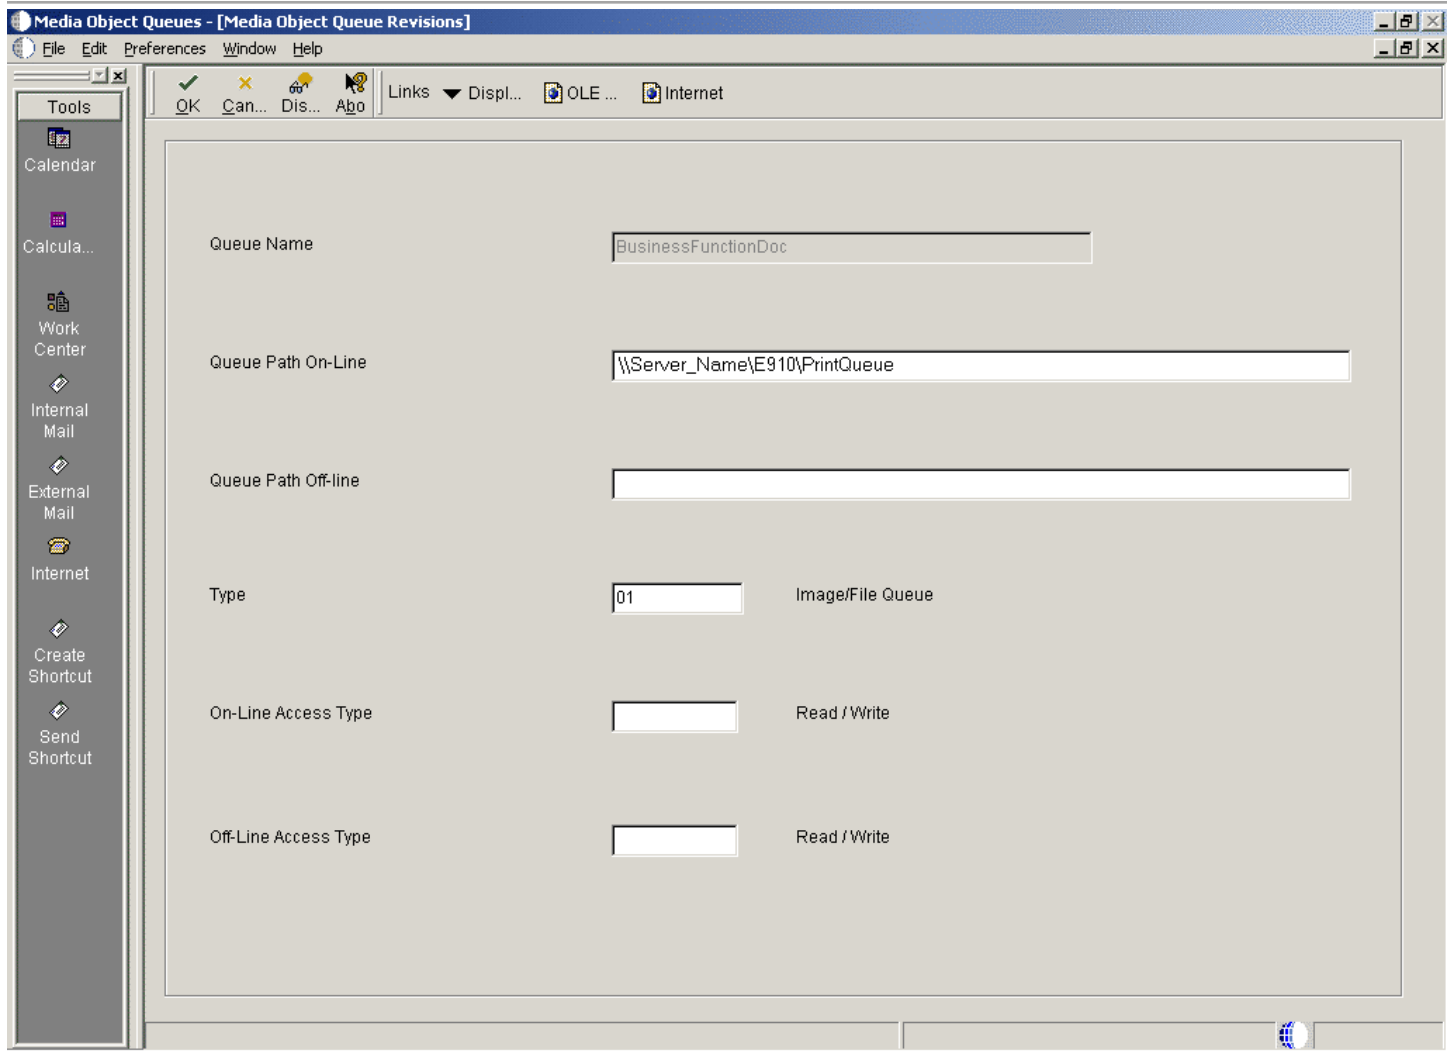 Media Object Queues - [Media Object Queue Revisions]
File Edit Preferences Window Help
Tools
OK Can... Dis... Abo Links Displ... OLE ... Internet
Calendar
Calcula...
Work
Center
Internal
Mail
External
Mail
Internet
Create
Shortcut
Send
Shortcut
Queue Name BusinessFunctionDoc
Queue Path On-Line \\Server_Name\E910\PrintQueue
Queue Path Off-line
Type 01 Image/File Queue
On-Line Access Type Read / Write
Off-Line Access Type Read / Write